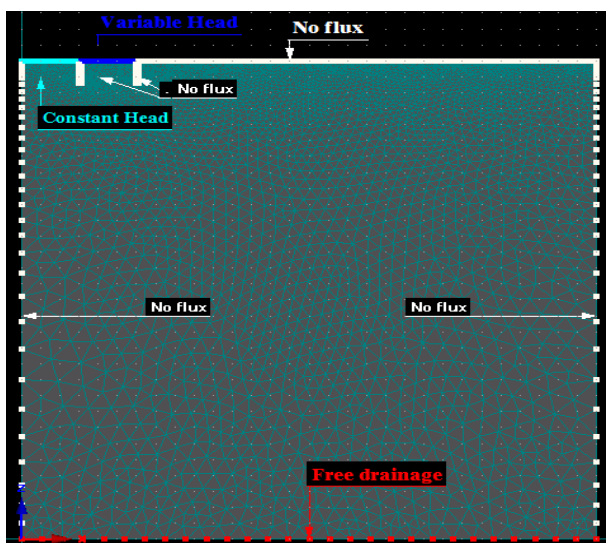 Variable Head
No flux
No flux
Constant Head
No flux
No flux
Free drainage